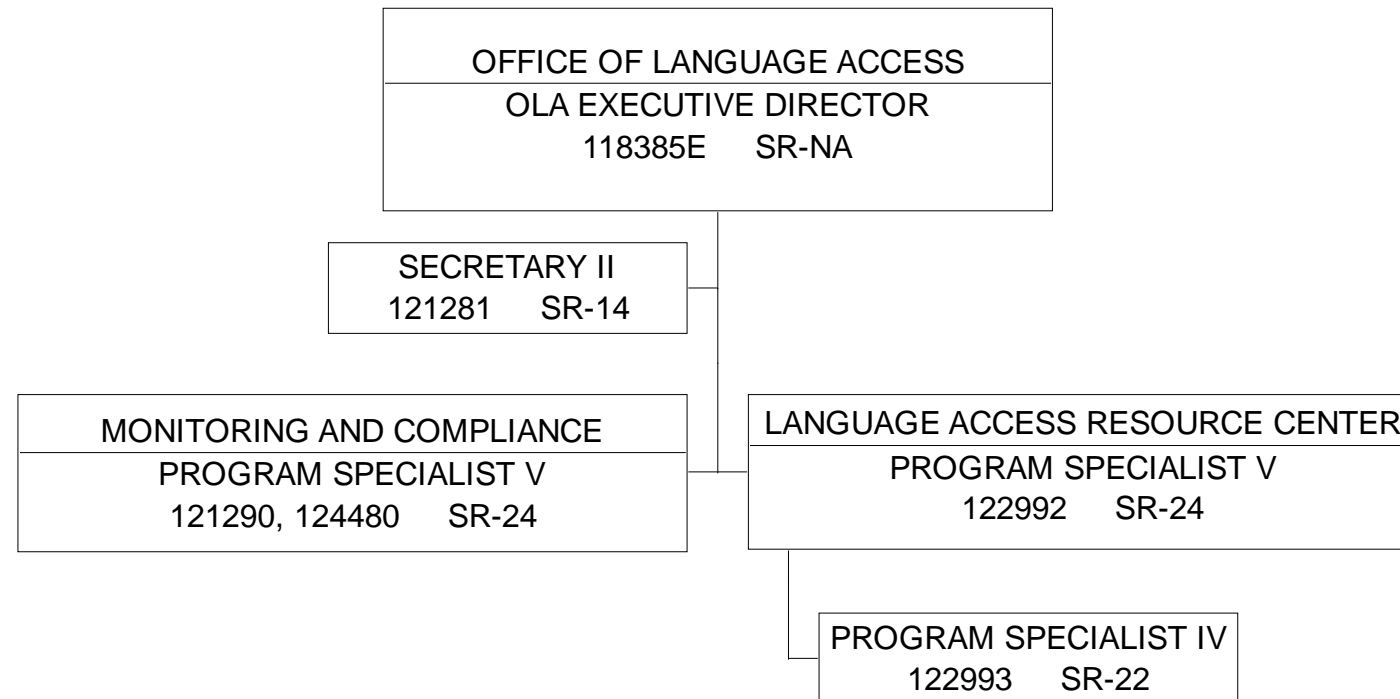 OFFICE OF LANGUAGE ACCESS
OLA EXECUTIVE DIRECTOR
118385E SR-NA
SECRETARY II
121281 SR-14
MONITORING AND COMPLIANCE
PROGRAM SPECIALIST V
121290, 124480 SR-24
LANGUAGE ACCESS RESOURCE CENTER
PROGRAM SPECIALIST V
122992 SR-24
PROGRAM SPECIALIST IV
122993 SR-22